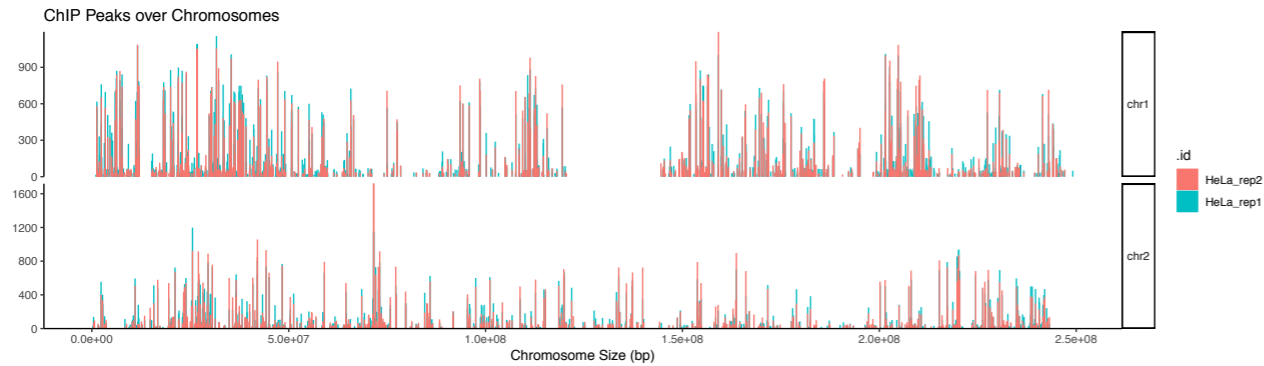 ChIP Peaks over Chromosomes
900
600
300
0
chr1
1600
1200
800
400
0
chr2
0.0e+00 5.0e+07 1.0e+08 1.5e+08 2.0e+08 2.5e+08
Chromosome Size (bp)
.id
HeLa_rep2
HeLa_rep1